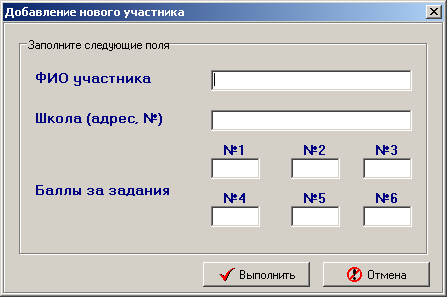 Добавление нового участника
Заполните следующие поля
ФИО участника
Школа (адрес, №)
№1 №2 №3
Баллы за задания
№4 №5 №6
Выполнить Отмена